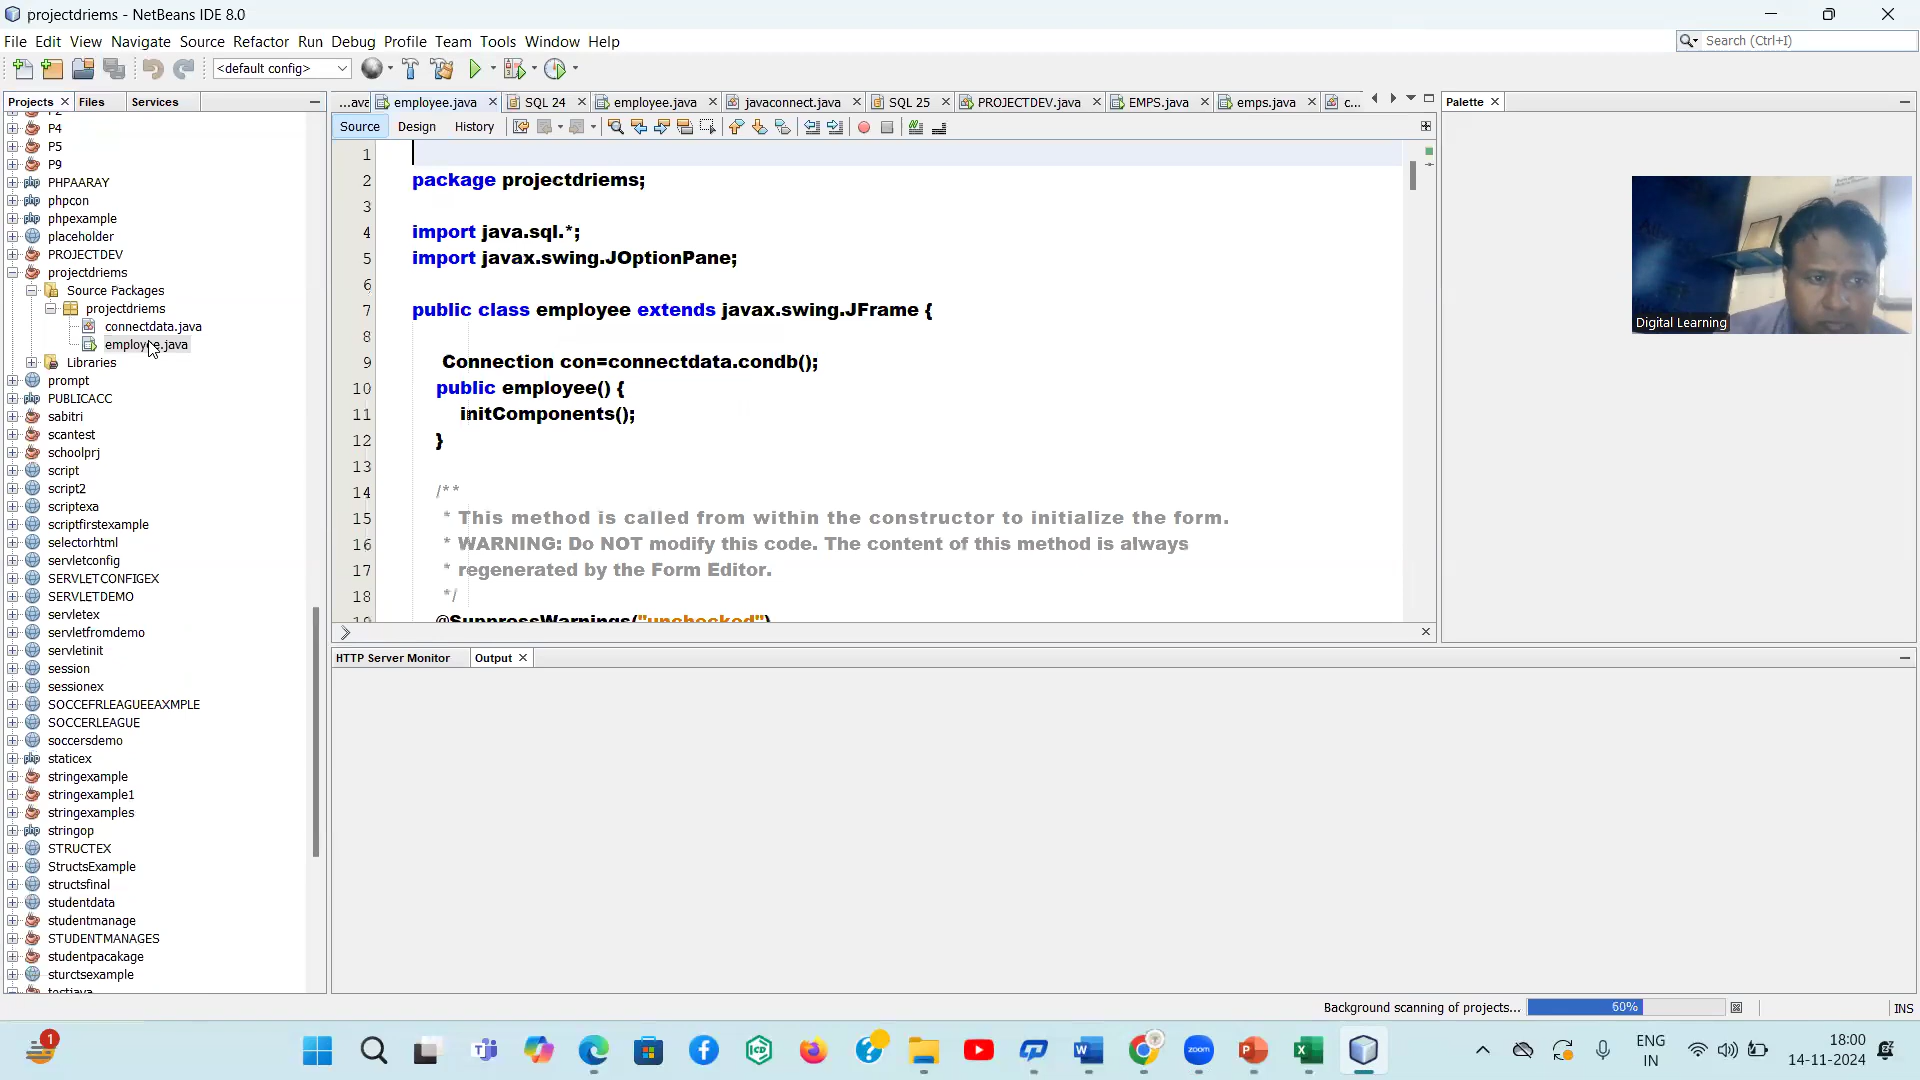 projectdriems - NetBeans IDE 8.0
File Edit View Navigate Source Refactor Run Debug Profile Team Tools Window Help
Search (Ctrl+I)
<default config>
Projects Files Services
...ava employee.java SQL 24 employee.java javaconnect.java SQL 25 PROJECTDEV.java EMPS.java emps.java c...
Palette
Source Design History
P4
P5
P9
PHPAARAY
phpcon
phpexample
placeholder
PROJECTDEV
projectdriems
Source Packages
projectdriems
connectdata.java
employee.java
Libraries
prompt
PUBLICACC
sabitri
scantest
schoolprj
script
script2
scriptexa
scriptfirstexample
selectorhtml
servletconfig
SERVLETCONFIGEX
SERVLETDEMO
servletex
servletfromdemo
servletinit
session
sessionex
SOCCEFRLEAGUEEAXMPLE
SOCCERLEAGUE
soccersdemo
staticex
stringexample
stringexample1
stringexamples
stringop
STRUCTEX
StructsExample
structsfinal
studentdata
studentmanage
STUDENTMANAGES
studentpacakage
sturctsexample
testjava
1
2 package projectdriems;
3
4 import java.sql.*;
5 import javax.swing.JOptionPane;
6
7 public class employee extends javax.swing.JFrame {
8
9 Connection con=connectdata.condb();
10 public employee() {
11 initComponents();
12 }
13
14 /**
15 * This method is called from within the constructor to initialize the form.
16 * WARNING: Do NOT modify this code. The content of this method is always
17 * regenerated by the Form Editor.
18 */
19 @SuppressWarnings("unchecked")
Digital Learning
HTTP Server Monitor Output
Background scanning of projects... 60% INS
1
ENG
IN
18:00
14-11-2024